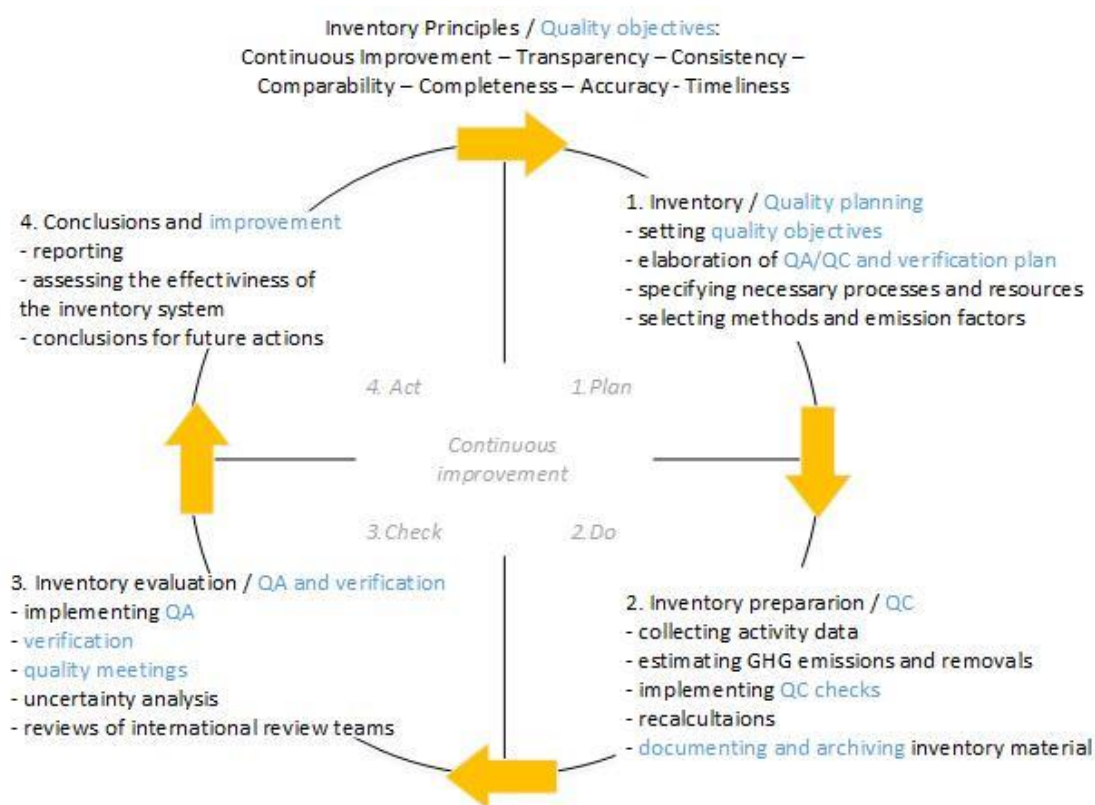 Inventory Principles / Quality objectives:
Continuous Improvement – Transparency – Consistency –
Comparability – Completeness – Accuracy - Timeliness
1. Inventory / Quality planning
- setting quality objectives
- elaboration of QA/QC and verification plan
- specifying necessary processes and resources
- selecting methods and emission factors
4. Conclusions and improvement
- reporting
- assessing the effectiviness of
the inventory system
- conclusions for future actions
4. Act
1.Plan
Continuous
improvement
3.Check
2.Do
3. Inventory evaluation / QA and verification
- implementing QA
- verification
- quality meetings
- uncertainty analysis
- reviews of international review teams
2. Inventory prepararion / QC
- collecting activity data
- estimating GHG emissions and removals
- implementing QC checks
- recalcultaions
- documenting and archiving inventory material